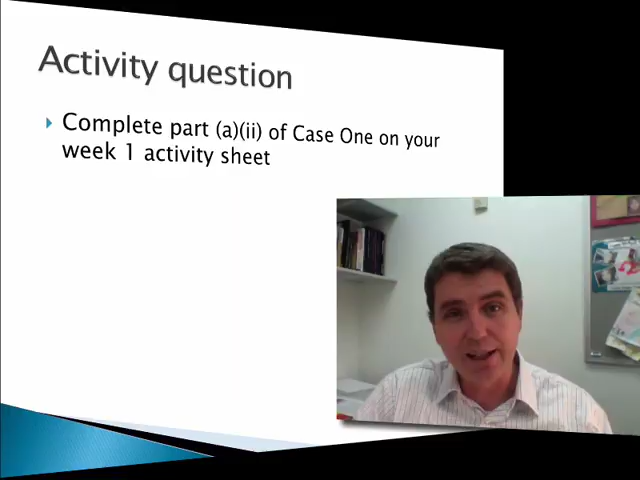 Activity question
Complete part (a)(ii) of Case One on your
week 1 activity sheet